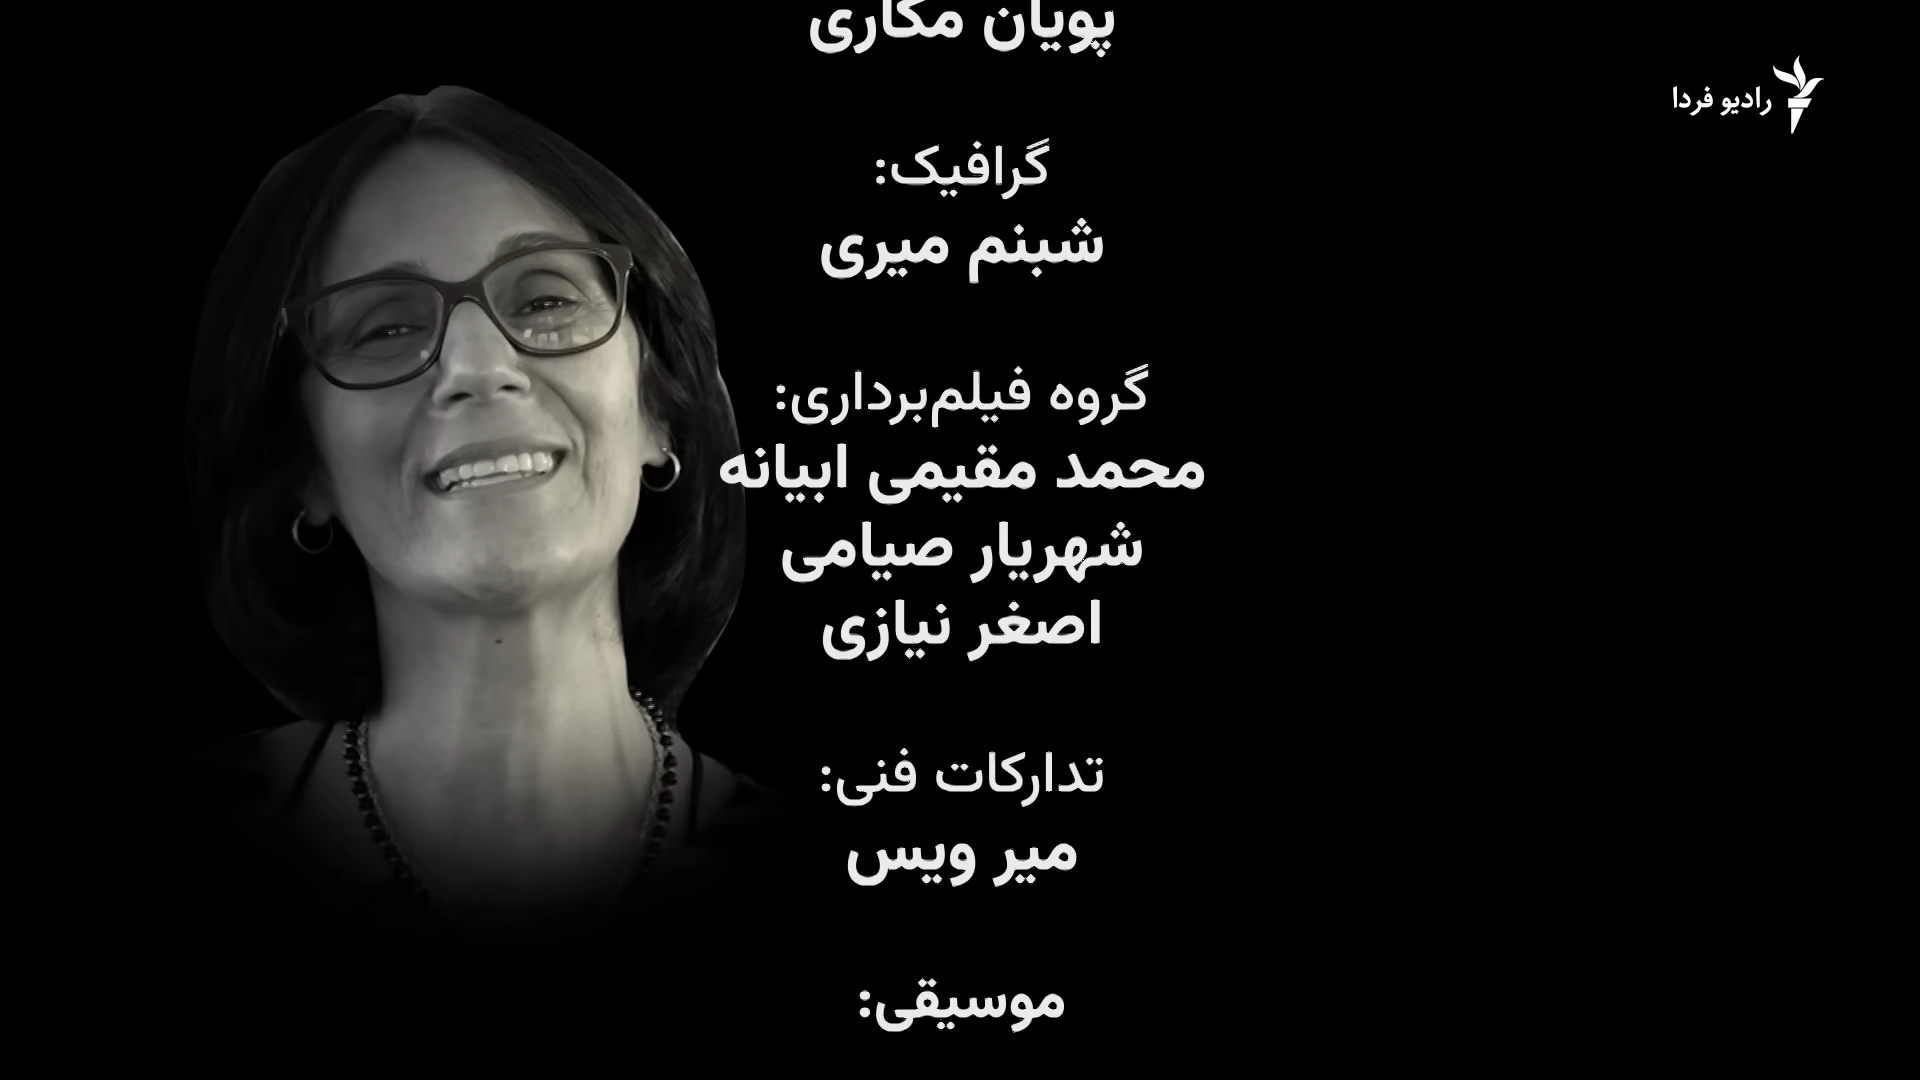 پویان مکاری
رادیو فردا
گرافیک:
شبنم میری
گروه فیلم‌برداری:
محمد مقیمی ابیانه
شهریار صیامی
اصغر نیازی
تدارکات فنی:
میر ویس
موسیقی: